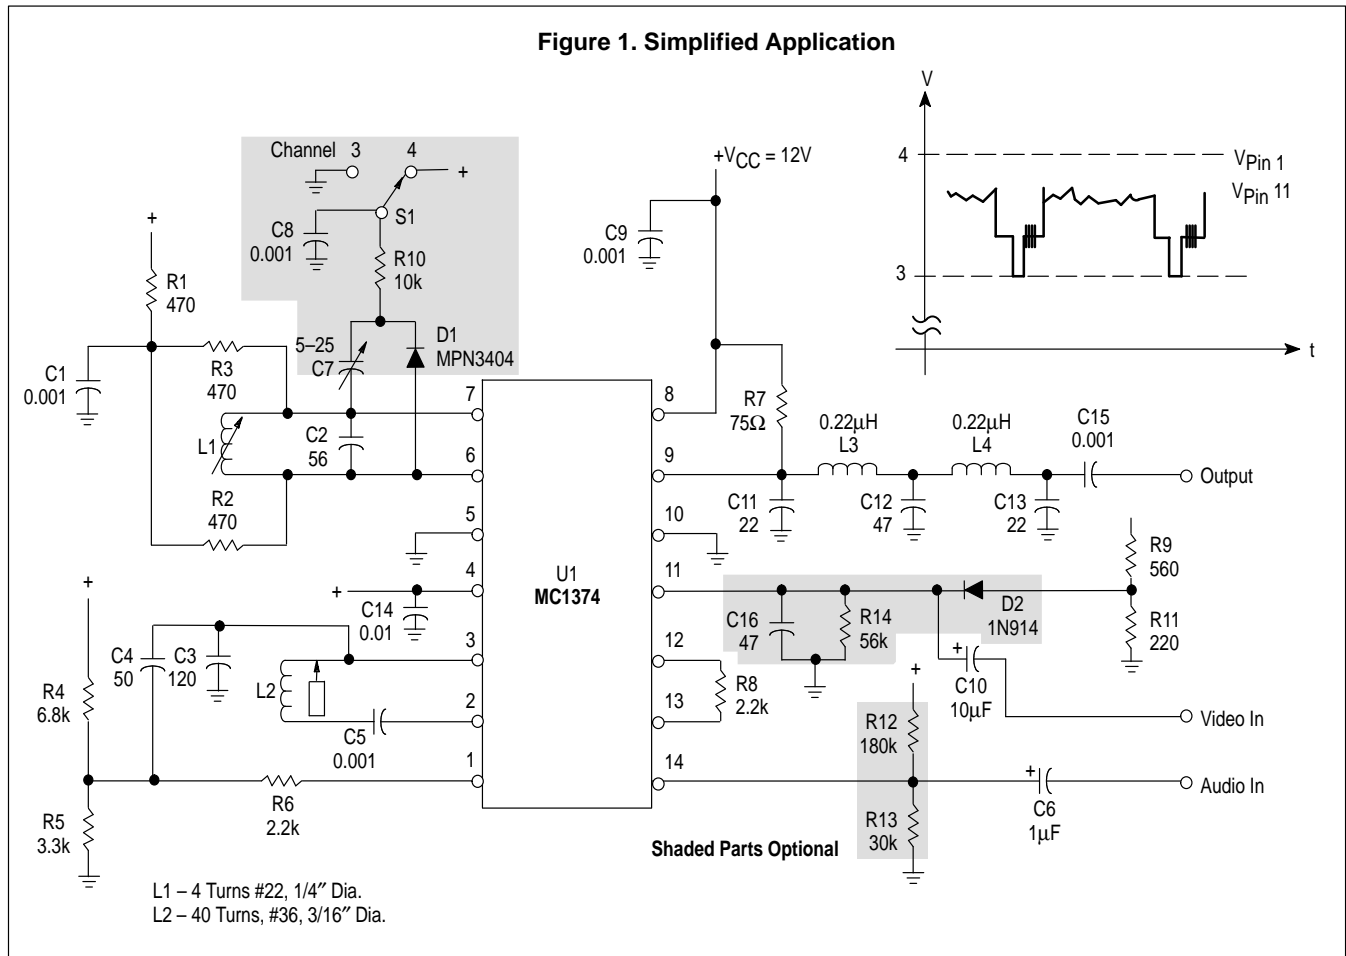 Figure 1. Simplified Application
V
4
VPin 1
VPin 11
3
t
Channel 3 4
+
S1
C8
0.001
R10
10k
+
R1
470
5–25
C7
D1
MPN3404
R3
470
C1
0.001
L1
C2
56
R2
470
+VCC = 12V
C9
0.001
R7
75Ω
0.22µH
L3
0.22µH
L4
C15
0.001
Output
C11
22
C12
47
C13
22
7
6
5
4
3
2
1
8
9
10
11
12
13
14
U1
MC1374
+
C14
0.01
+
C4
50
C3
120
L2
R4
6.8k
C5
0.001
R6
2.2k
R5
3.3k
R9
560
R11
220
D2
1N914
C16
47
R14
56k
R8
2.2k
+
C10
10µF
Video In
+
R12
180k
+
C6
1µF
Audio In
R13
30k
Shaded Parts Optional
L1 – 4 Turns #22, 1/4″ Dia.
L2 – 40 Turns, #36, 3/16″ Dia.